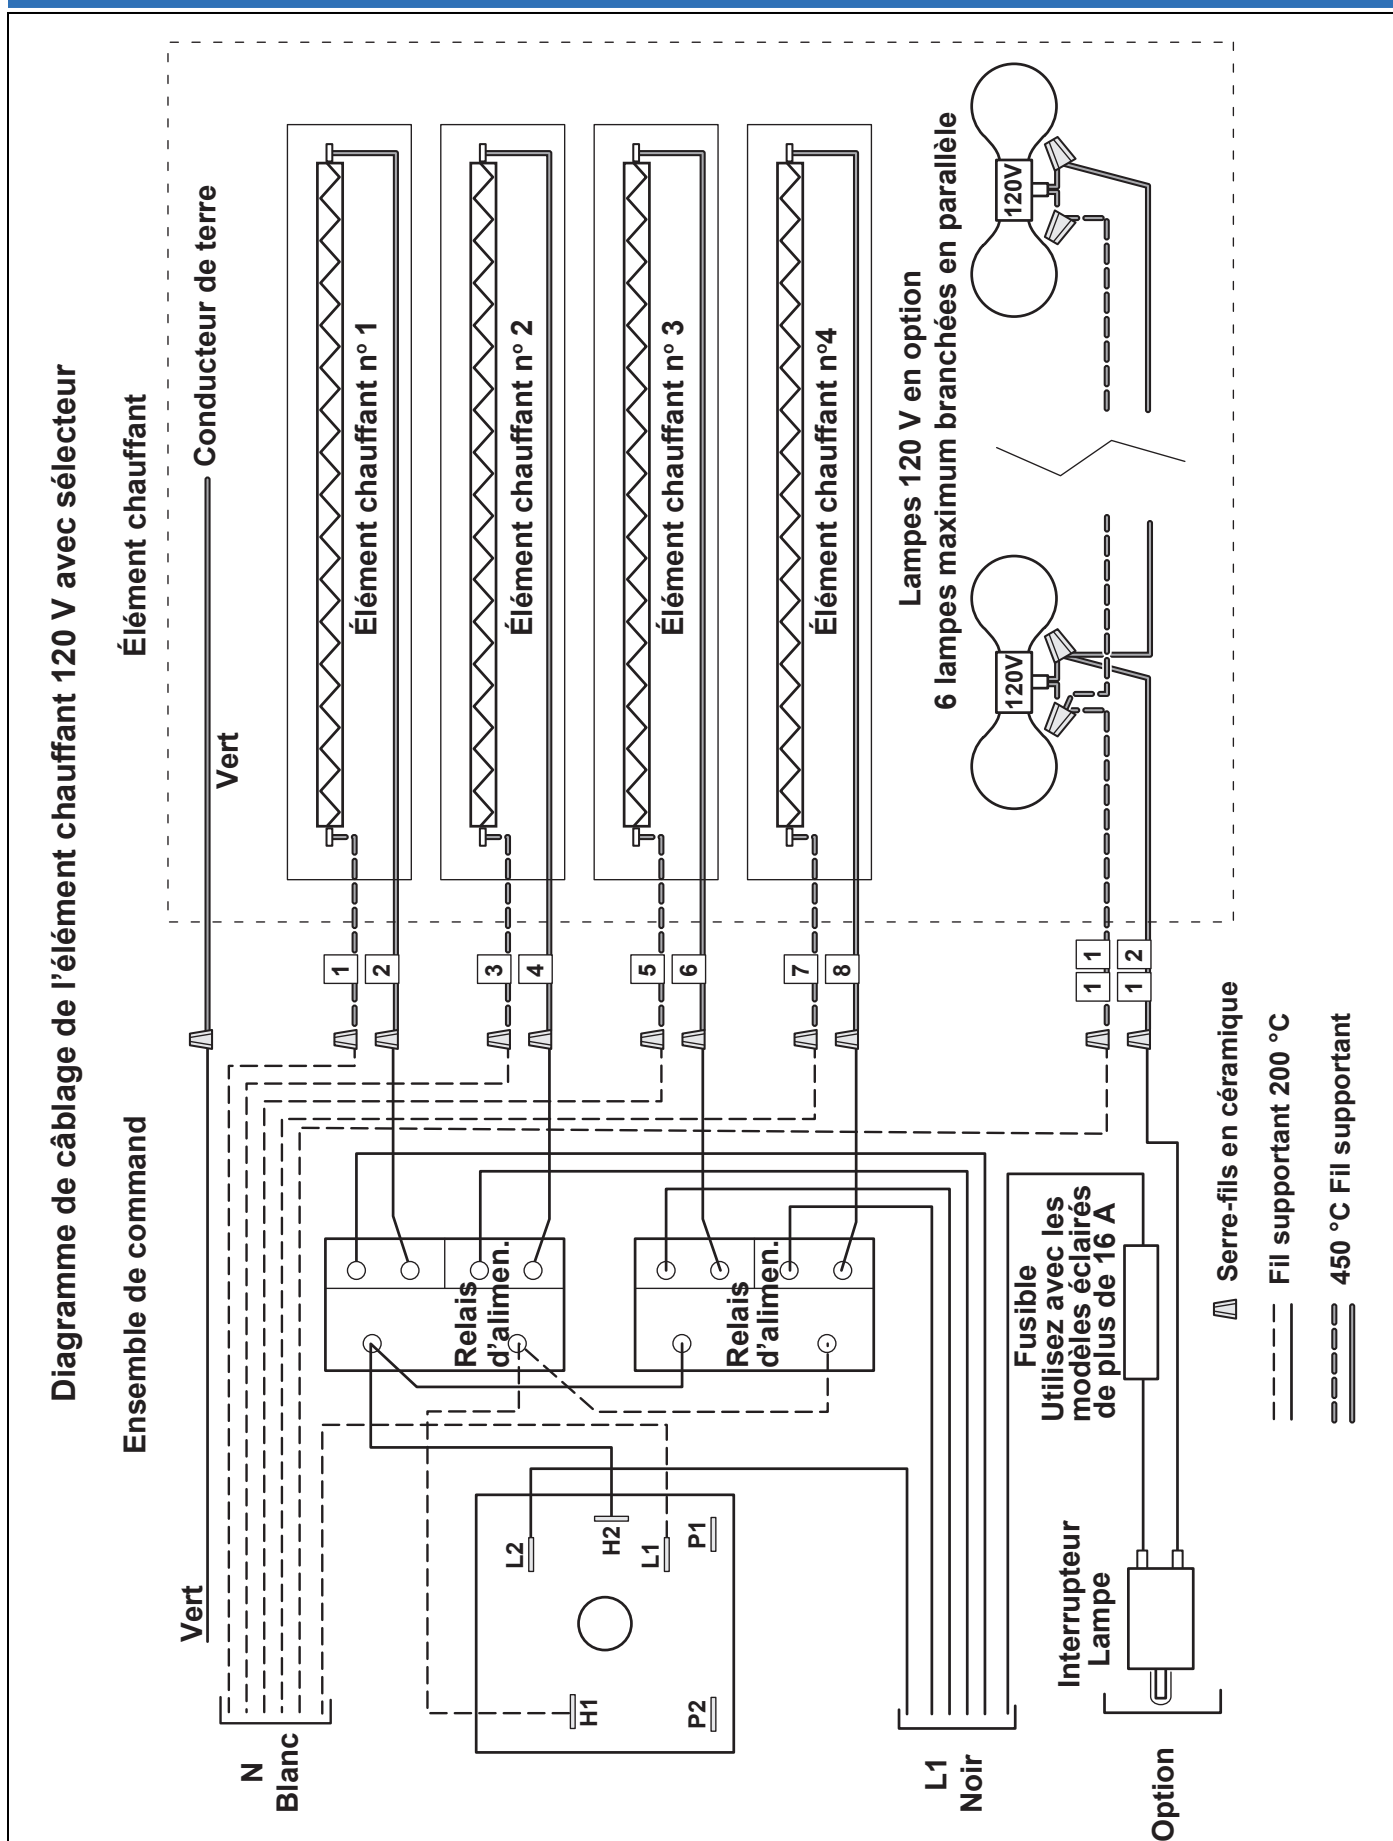 Diagramme de câblage de l'élément chauffant 120 V avec sélecteur
Ensemble de command
Élément chauffant
Vert
Vert
Conducteur de terre
N
Blanc
1
2
Élément chauffant n° 1
3
4
Élément chauffant n° 2
5
6
Élément chauffant n° 3
7
8
Élément chauffant n°4
Relais
d'alimen.
Relais
d'alimen.
L2
H2
L1
P1
H1
P2
L1
Noir
Lampes 120 V en option
6 lampes maximum branchées en parallèle
120V
120V
1 1
1 2
Fusible
Utilisez avec les
modèles éclairés
de plus de 16 A
Interrupteur
Lampe
Option
Serre-fils en céramique
Fil supportant 200 °C
450 °C Fil supportant